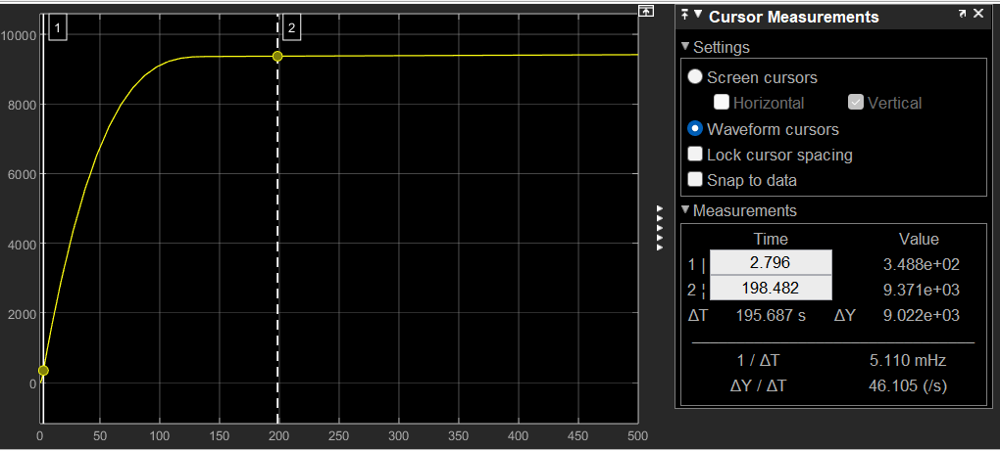 10000
8000
6000
4000
2000
0
0 50 100 150 200 250 300 350 400 450 500
1
2
Cursor Measurements
Settings
Screen cursors
Horizontal Vertical
Waveform cursors
Lock cursor spacing
Snap to data
Measurements
Time Value
1 | 2.796 3.488e+02
2 ¦ 198.482 9.371e+03
ΔT 195.687 s ΔY 9.022e+03
1 / ΔT 5.110 mHz
ΔY / ΔT 46.105 (/s)